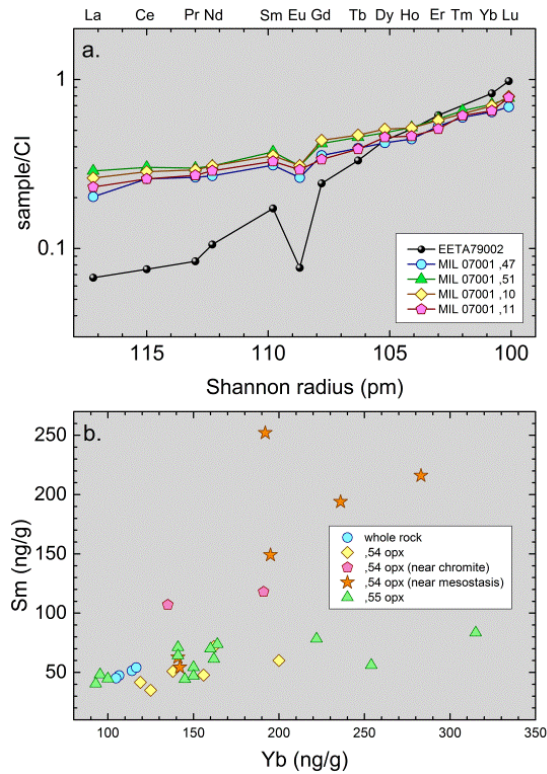 La Ce Pr Nd Sm Eu Gd Tb Dy Ho Er Tm Yb Lu
a.
1
0.1
sample/CI
EETA79002
MIL 07001 ,47
MIL 07001 ,51
MIL 07001 ,10
MIL 07001 ,11
115 110 105 100
Shannon radius (pm)
b.
250
200
150
100
50
Sm (ng/g)
whole rock
,54 opx
,54 opx (near chromite)
,54 opx (near mesostasis)
,55 opx
100 150 200 250 300 350
Yb (ng/g)